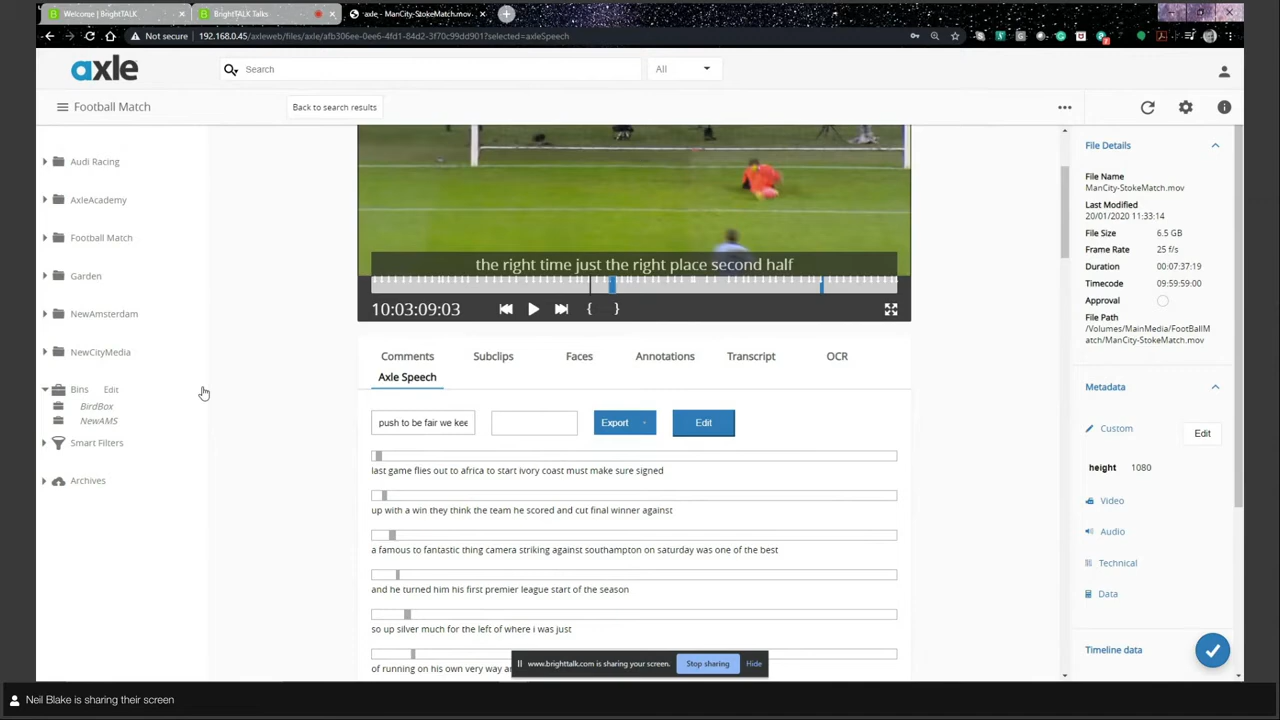 Welcome | BrightTALK
BrightTALK Talks
axle - ManCity-StokeMatch.mov
Not secure
192.168.0.45/axleweb/files/axle/afb306ee-0ee6-4fd1-84d2-3f70c99dd901?selected=axleSpeech
axle
Search
All
Football Match
Back to search results
Audi Racing
AxleAcademy
Football Match
Garden
NewAmsterdam
NewCityMedia
Bins Edit
BirdBox
NewAMS
Smart Filters
Archives
the right time just the right place second half
10:03:09:03
{ }
Comments Subclips Faces Annotations Transcript OCR
Axle Speech
push to be fair we kee
Export
Edit
last game flies out to africa to start ivory coast must make sure signed
up with a win they think the team he scored and cut final winner against
a famous to fantastic thing camera striking against southampton on saturday was one of the best
and he turned him his first premier league start of the season
so up silver much for the left of where i was just
of running on his own very way
www.brighttalk.com is sharing your screen.
Stop sharing
Hide
File Details
File Name
ManCity-StokeMatch.mov
Last Modified
20/01/2020 11:33:14
File Size 6.5 GB
Frame Rate 25 f/s
Duration 00:07:37:19
Timecode 09:59:59:00
Approval
File Path
/Volumes/MainMedia/FootBallM
atch/ManCity-StokeMatch.mov
Metadata
Custom
Edit
height 1080
Video
Audio
Technical
Data
Timeline data
Neil Blake is sharing their screen